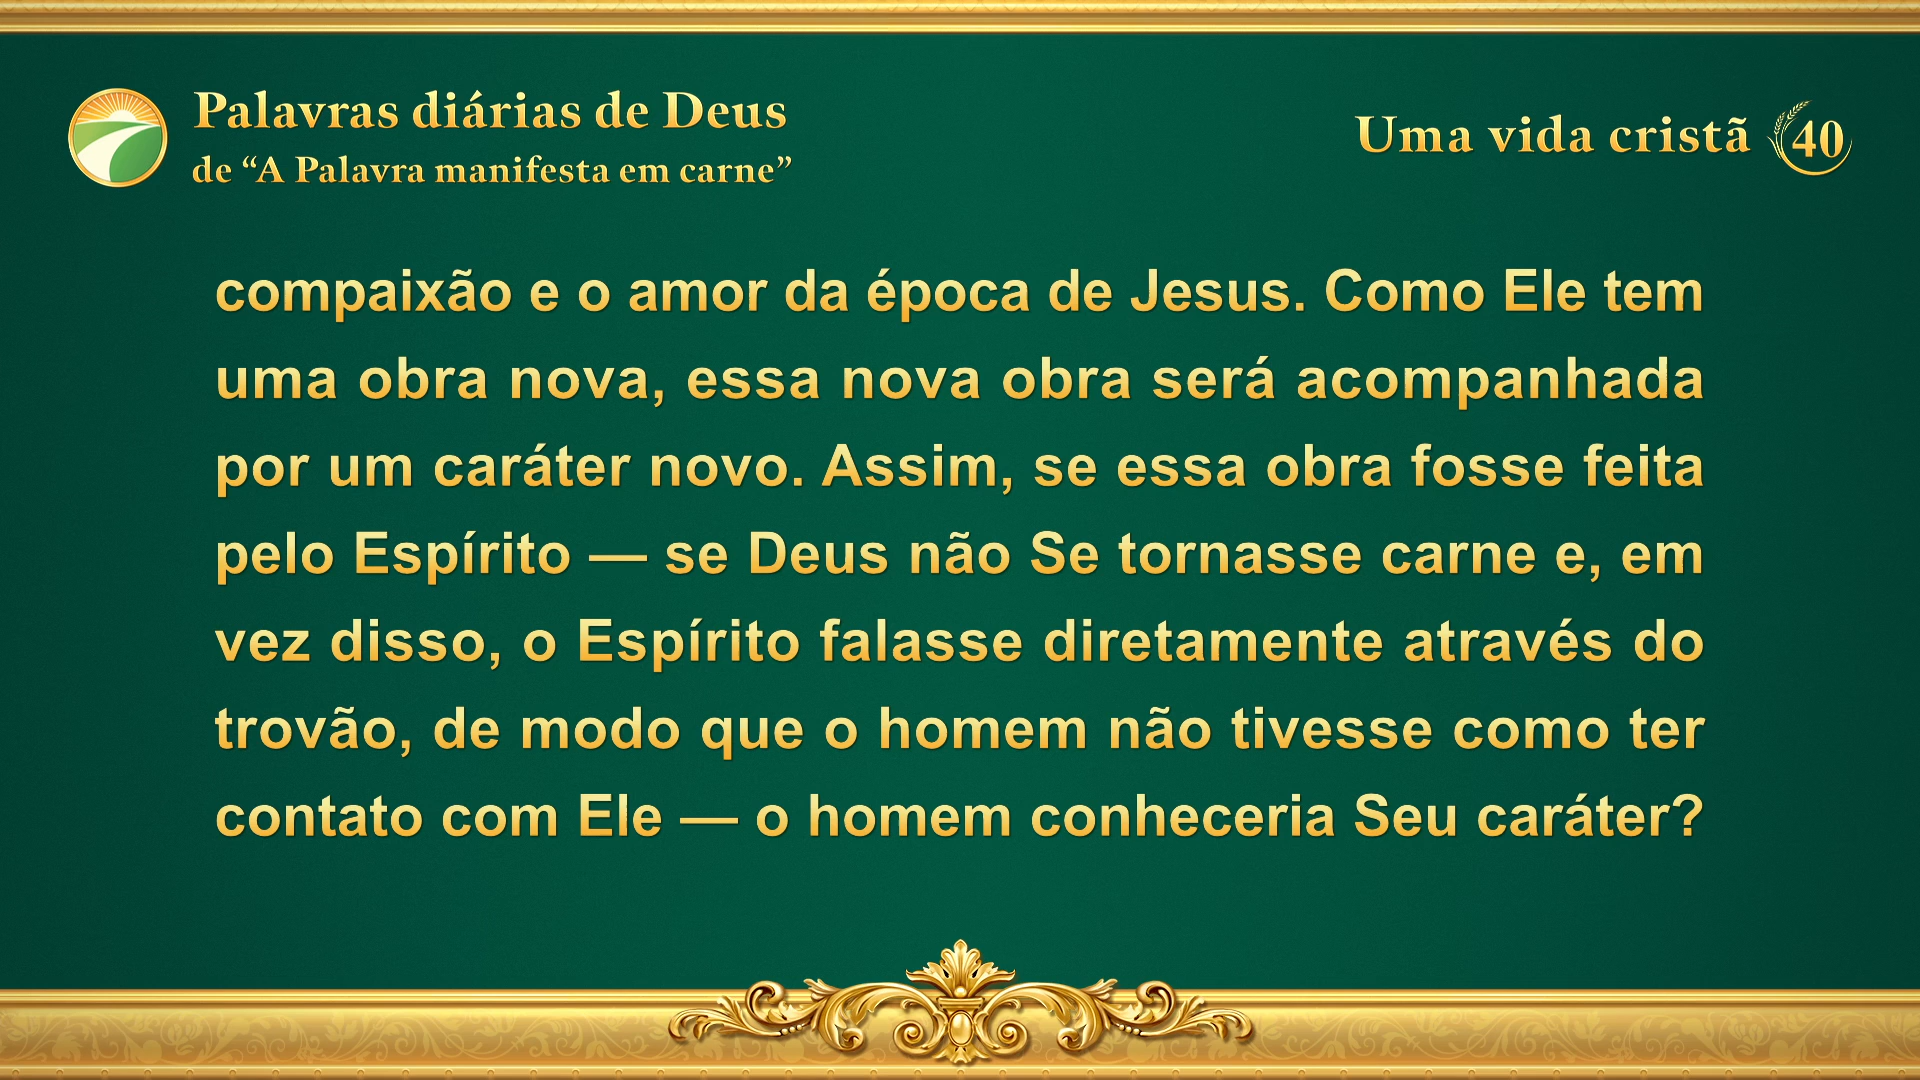 Palavras diárias de Deus
de “A Palavra manifesta em carne”
Uma vida cristã 40
compaixão e o amor da época de Jesus. Como Ele tem
uma obra nova, essa nova obra será acompanhada
por um caráter novo. Assim, se essa obra fosse feita
pelo Espírito — se Deus não Se tornasse carne e, em
vez disso, o Espírito falasse diretamente através do
trovão, de modo que o homem não tivesse como ter
contato com Ele — o homem conheceria Seu caráter?